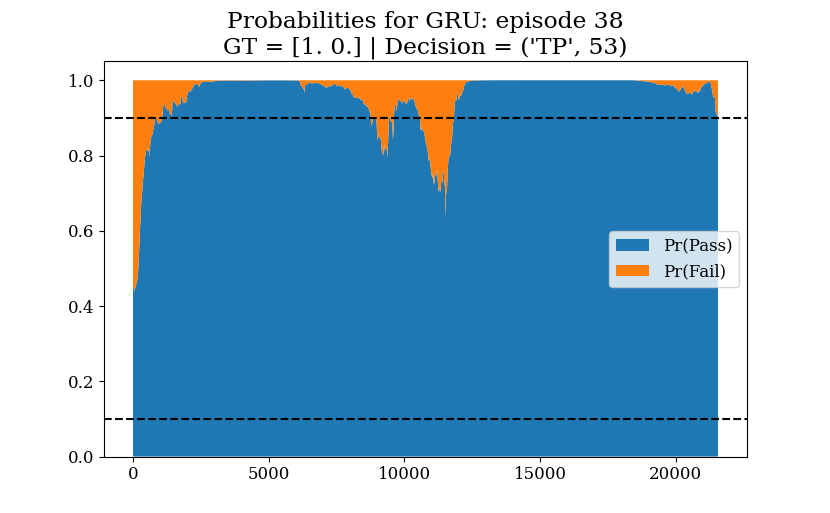 Probabilities for GRU: episode 38
GT = [1. 0.] | Decision = ('TP', 53)
1.0
0.8
0.6
0.4
0.2
0.0
Pr(Pass)
Pr(Fail)
0
5000
10000
15000
20000